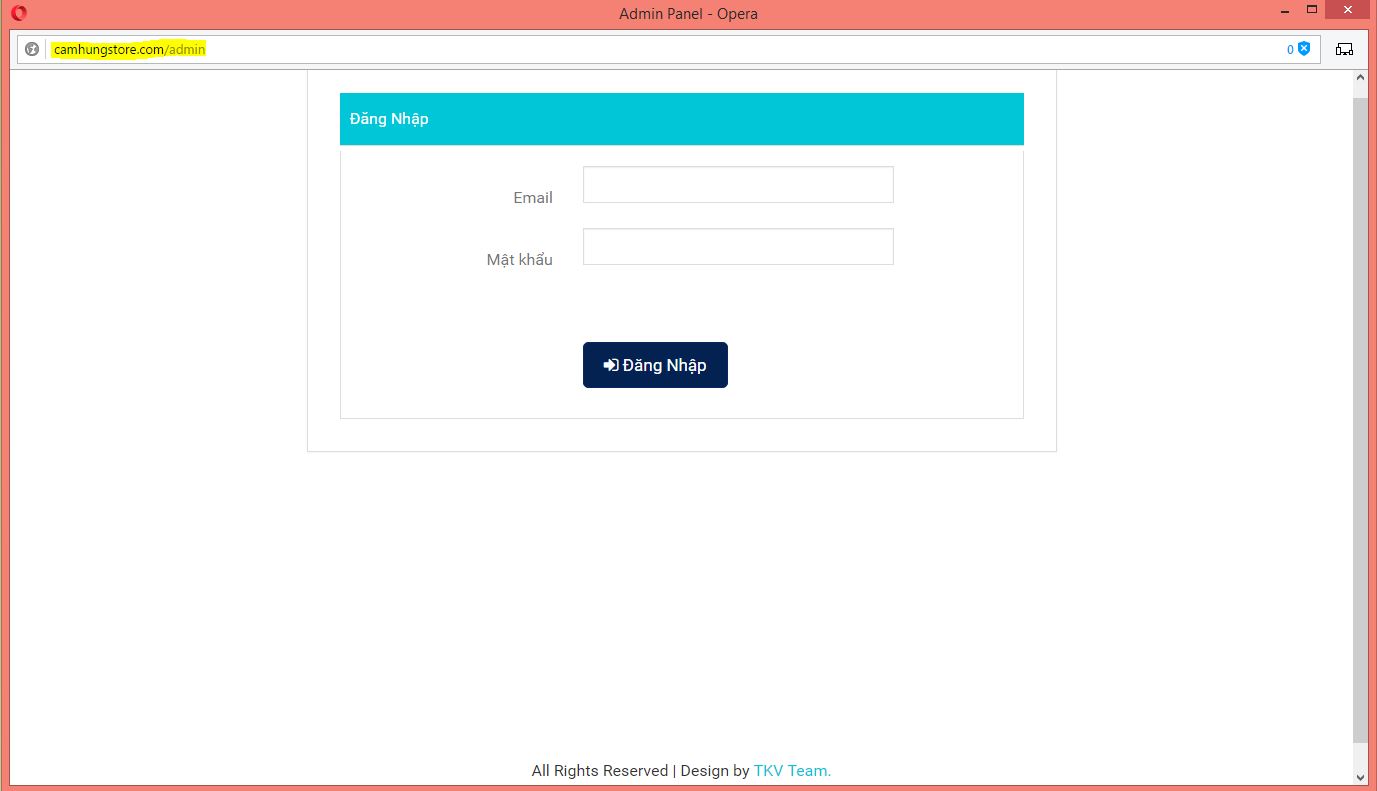 Admin Panel - Opera
camhungstore.com/admin
0
Đăng Nhập
Email
Mật khẩu
Đăng Nhập
All Rights Reserved | Design by TKV Team.